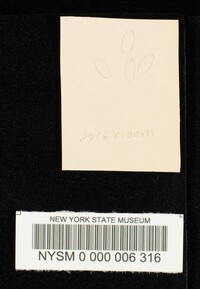 NEW YORK STATE MUSEUM
NYSM 0 000 006 316